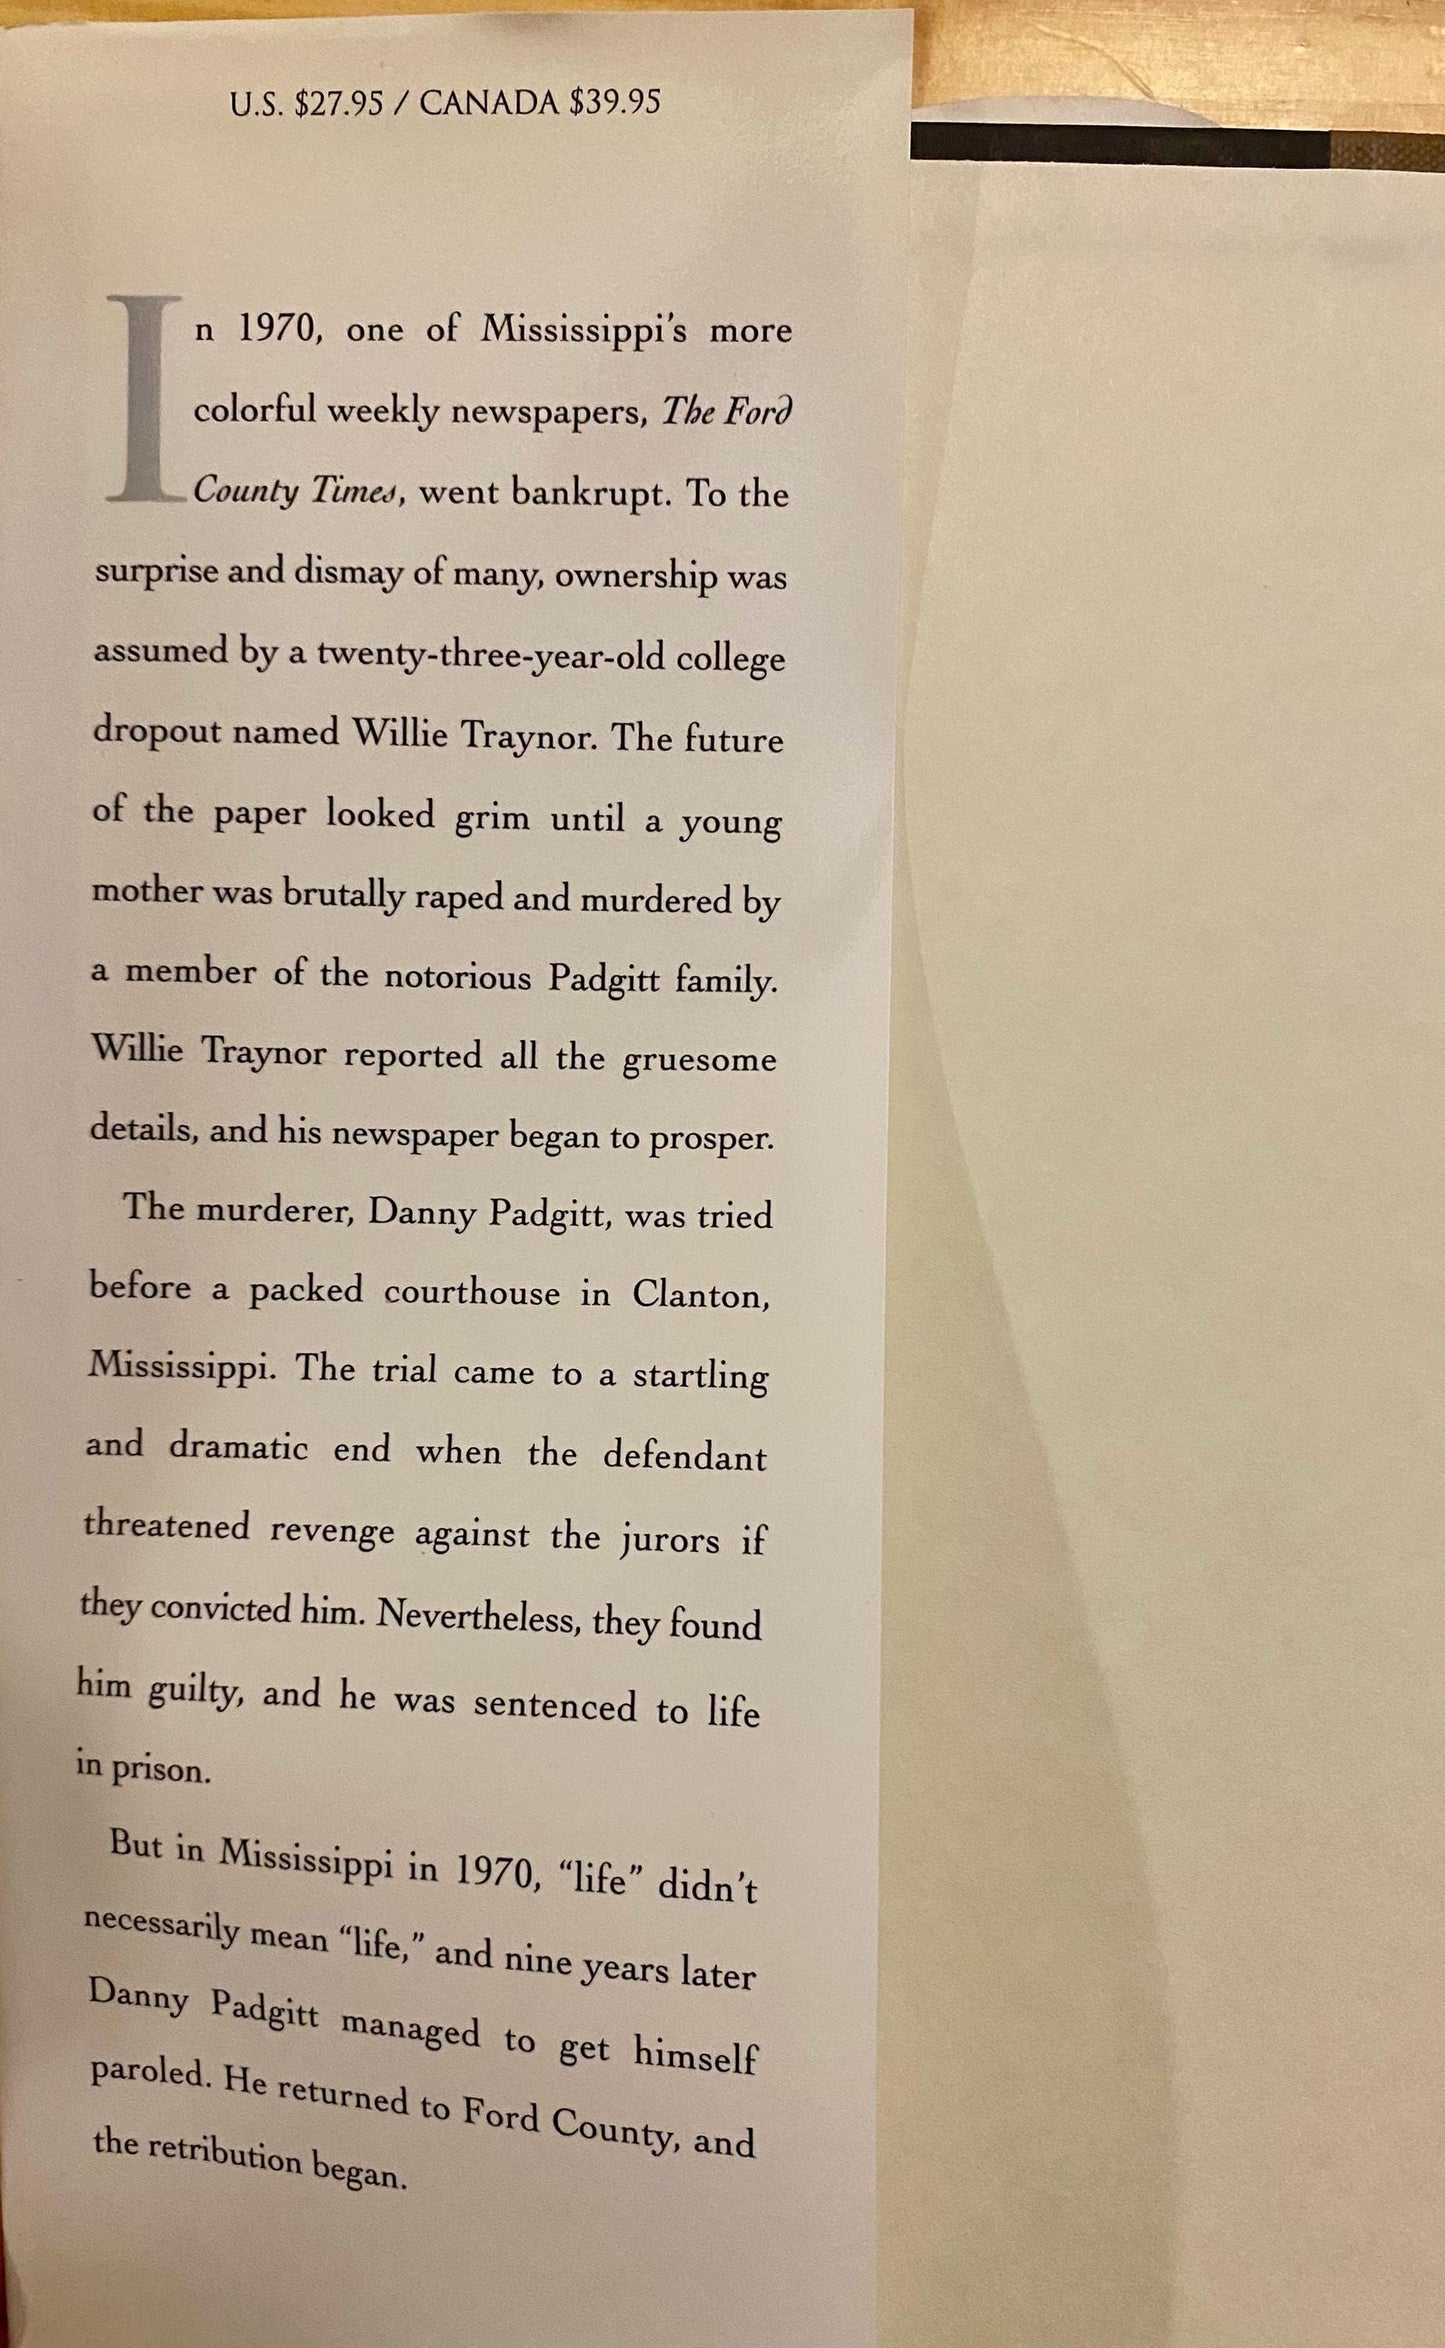 U.S. $27.95 / CANADA $39.95
In 1970, one of Mississippi's more
colorful weekly newspapers, The Ford
County Times, went bankrupt. To the
surprise and dismay of many, ownership was
assumed by a twenty-three-year-old college
dropout named Willie Traynor. The future
of the paper looked grim until a young
mother was brutally raped and murdered by
a member of the notorious Padgitt family.
Willie Traynor reported all the gruesome
details, and his newspaper began to prosper.
The murderer, Danny Padgitt, was tried
before a packed courthouse in Clanton,
Mississippi. The trial came to a startling
and dramatic end when the defendant
threatened revenge against the jurors if
they convicted him. Nevertheless, they found
him guilty, and he was sentenced to life
in prison.
But in Mississippi in 1970, “life” didn't
necessarily mean “life,” and nine years later
Danny Padgitt managed to get himself
paroled. He returned to Ford County, and
the retribution began.